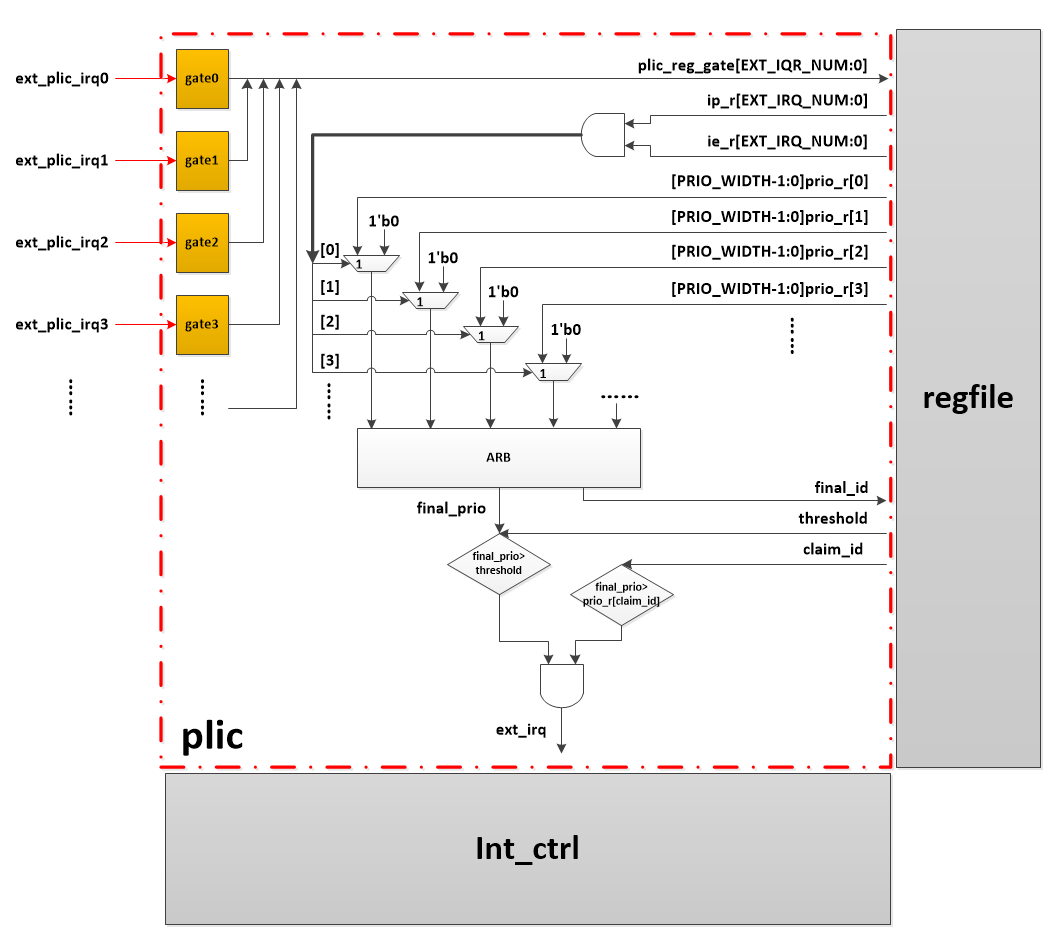 ext_plic_irq0
gate0
plic_reg_gate[EXT_IQR_NUM:0]
ip_r[EXT_IRQ_NUM:0]
ext_plic_irq1
gate1
ie_r[EXT_IRQ_NUM:0]
[PRIO_WIDTH-1:0]prio_r[0]
ext_plic_irq2
gate2
[0]
1'b0
1
[PRIO_WIDTH-1:0]prio_r[1]
[1]
1'b0
1
[PRIO_WIDTH-1:0]prio_r[2]
[2]
1'b0
1
[PRIO_WIDTH-1:0]prio_r[3]
ext_plic_irq3
gate3
[3]
1'b0
1
regfile
ARB
final_prio
final_id
threshold
claim_id
final_prio>
threshold
final_prio>
prio_r[claim_id]
ext_irq
plic
Int_ctrl